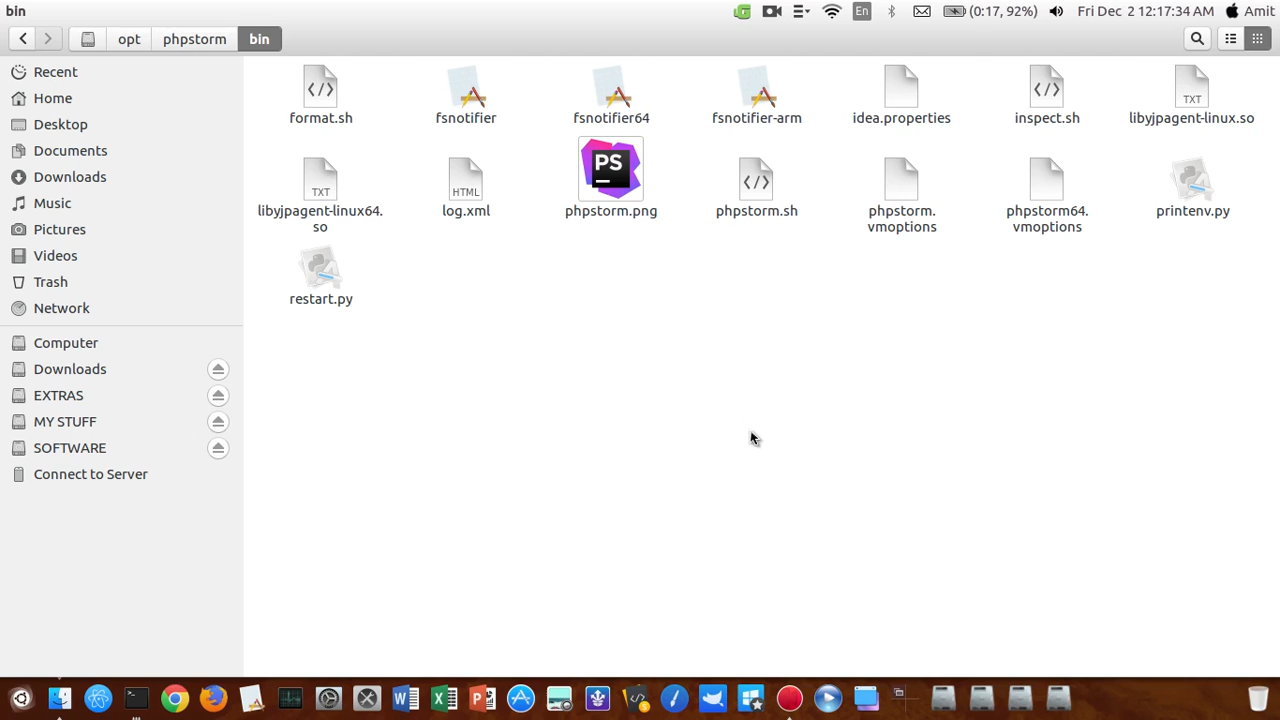 bin
En
(0:17, 92%)
Fri Dec 2 12:17:34 AM
Amit
opt
phpstorm
bin
Recent
Home
Desktop
Documents
Downloads
Music
Pictures
Videos
Trash
Network
Computer
Downloads
EXTRAS
MY STUFF
SOFTWARE
Connect to Server
format.sh
fsnotifier
fsnotifier64
fsnotifier-arm
idea.properties
inspect.sh
TXT
libyjpagent-linux.so
TXT
libyjpagent-linux64.
so
HTML
log.xml
PS
phpstorm.png
phpstorm.sh
phpstorm.
vmoptions
phpstorm64.
vmoptions
printenv.py
restart.py